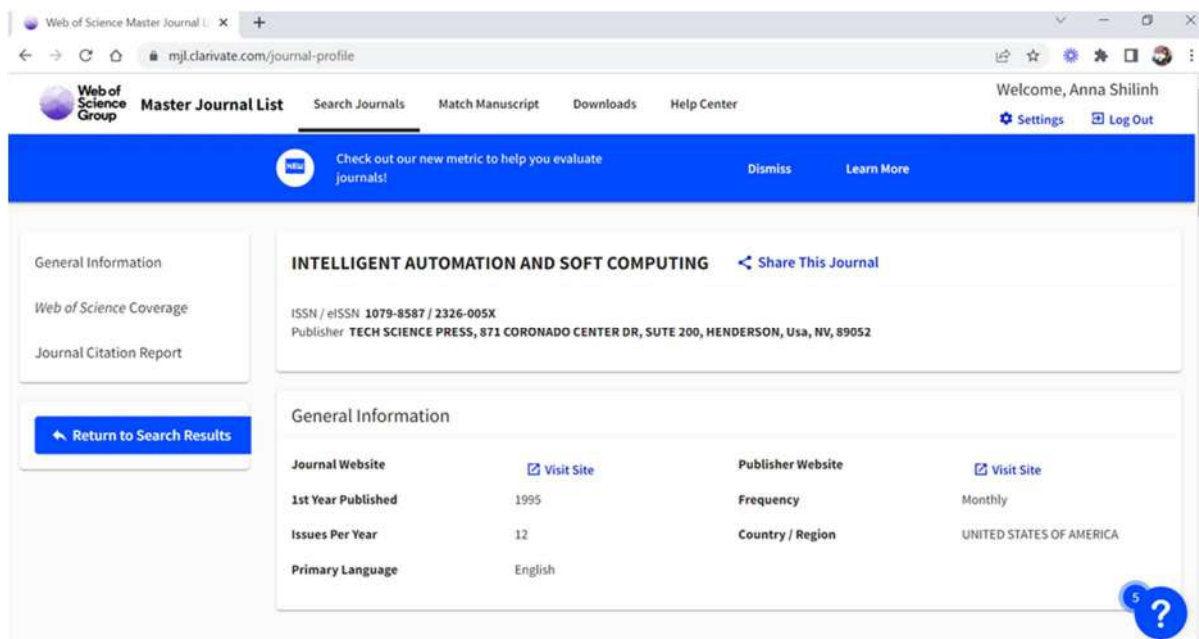 Web of Science Master Journal L
mjl.clarivate.com/journal-profile
Web of
Science
Group
Master Journal List
Search Journals
Match Manuscript
Downloads
Help Center
Welcome, Anna Shilinh
Settings
Log Out
NEW
Check out our new metric to help you evaluate
journals!
Dismiss
Learn More
General Information
Web of Science Coverage
Journal Citation Report
Return to Search Results
INTELLIGENT AUTOMATION AND SOFT COMPUTING
Share This Journal
ISSN / eISSN 1079-8587 / 2326-005X
Publisher TECH SCIENCE PRESS, 871 CORONADO CENTER DR, SUTE 200, HENDERSON, Usa, NV, 89052
General Information
Journal Website Visit Site Publisher Website Visit Site
1st Year Published 1995 Frequency Monthly
Issues Per Year 12 Country / Region UNITED STATES OF AMERICA
Primary Language English
5
?